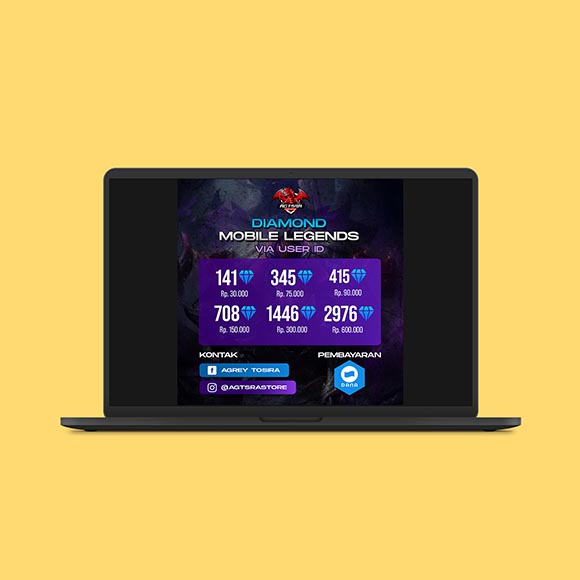 AGTSRA
DIAMOND
MOBILE LEGENDS
VIA USER ID
141 345 415
Rp. 30.000 Rp. 75.000 Rp. 90.000
708 1446 2976
Rp. 150.000 Rp. 300.000 Rp. 600.000
KONTAK PEMBAYARAN
AGREY TOSIRA
@AGTSRASTORE
DANA